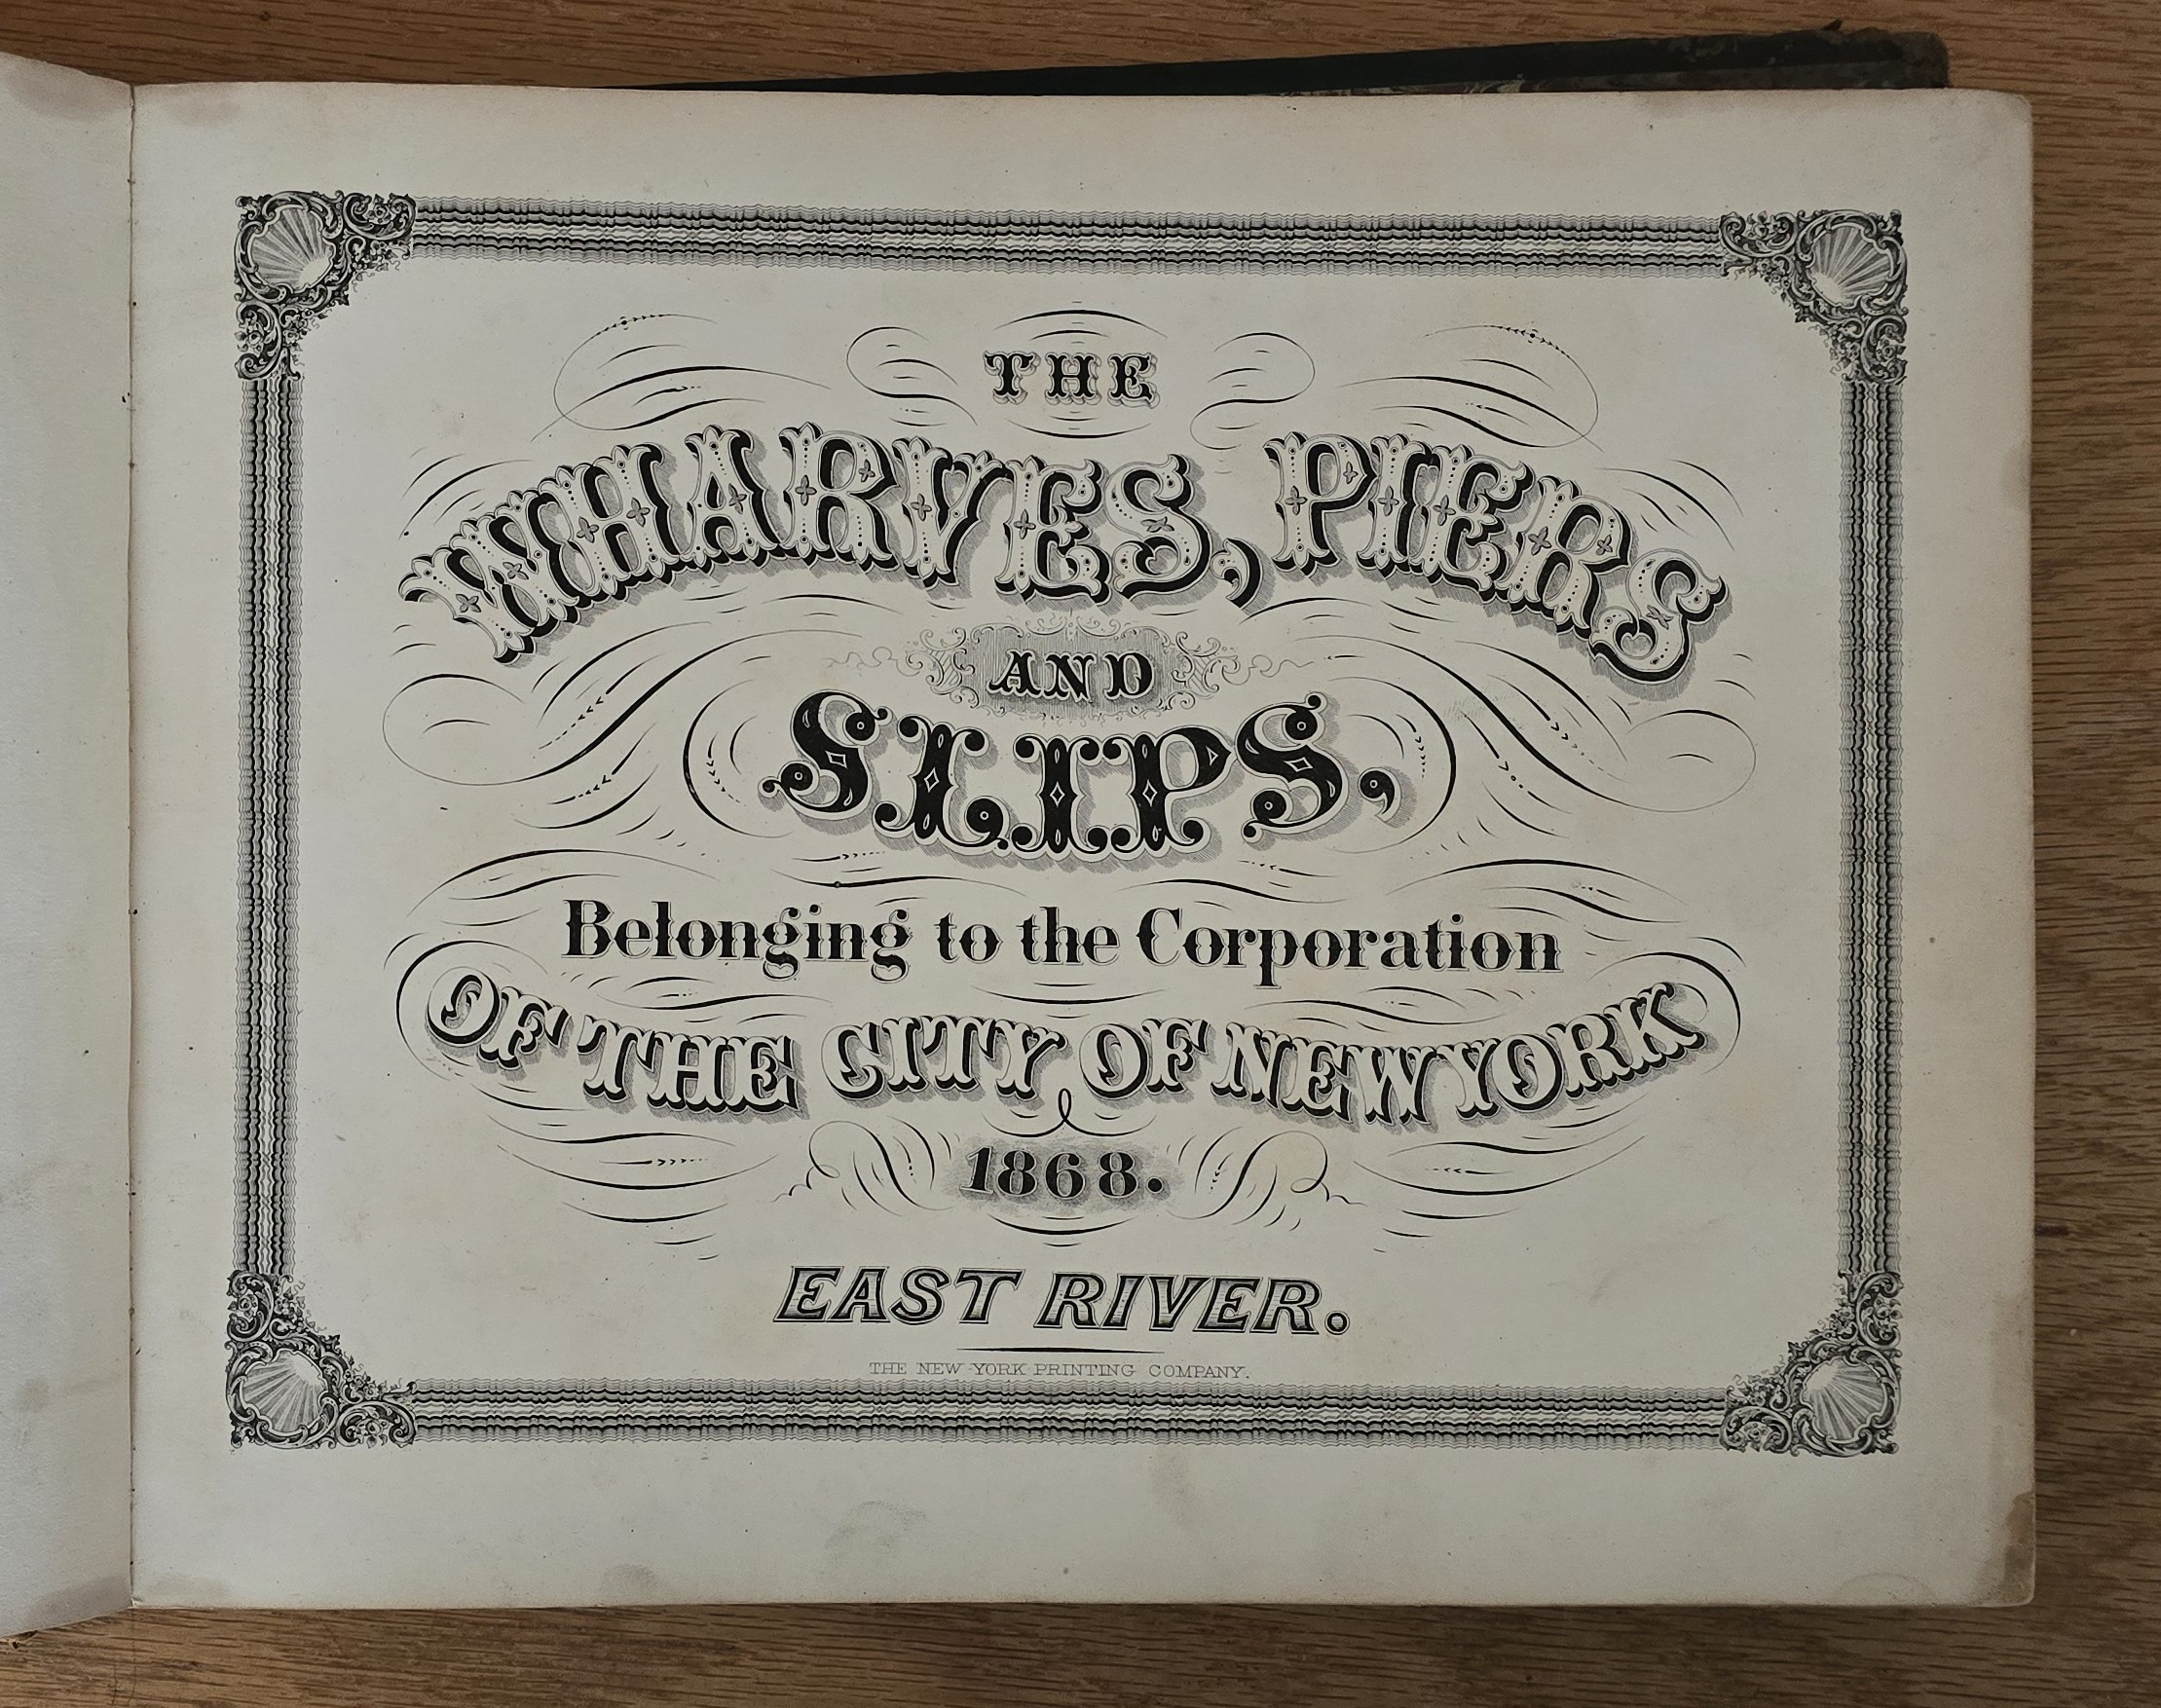 THE
WHARVES, PIERS
AND
SLIPS,
Belonging to the Corporation
OF THE CITY OF NEW YORK
1868.
EAST RIVER.
THE NEW YORK PRINTING COMPANY.